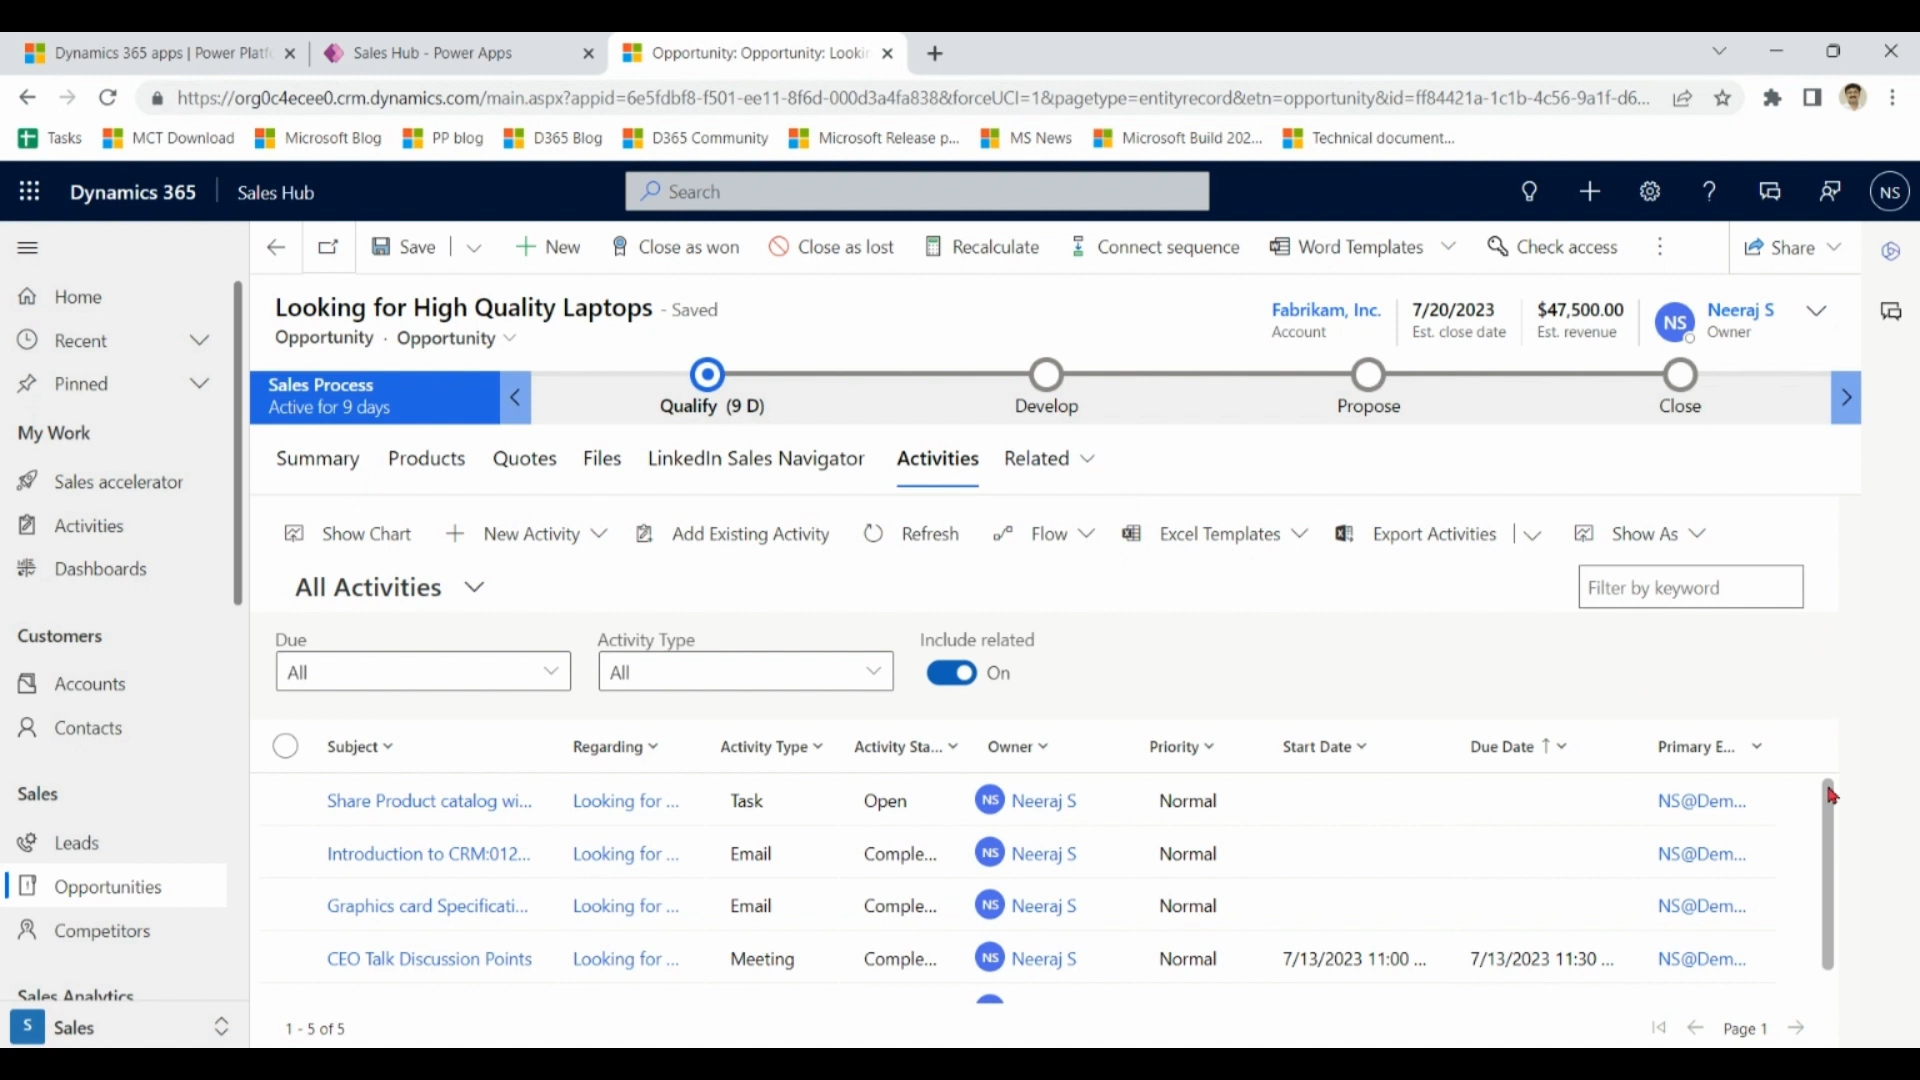 Dynamics 365 apps | Power Platf
Sales Hub - Power Apps
Opportunity: Opportunity: Lookin
https://org0c4ecee0.crm.dynamics.com/main.aspx?appid=6e5fdbf8-f501-ee11-8f6d-000d3a4fa838&forceUCI=1&pagetype=entityrecord&etn=opportunity&id=ff84421a-1c1b-4c56-9a1f-d6...
Tasks
MCT Download
Microsoft Blog
PP blog
D365 Blog
D365 Community
Microsoft Release p...
MS News
Microsoft Build 202...
Technical document...
Dynamics 365
Sales Hub
Search
NS
Save
New
Close as won
Close as lost
Recalculate
Connect sequence
Word Templates
Check access
Share
Home
Recent
Pinned
My Work
Sales accelerator
Activities
Dashboards
Customers
Accounts
Contacts
Sales
Leads
Opportunities
Competitors
Sales Analytics
S Sales
Looking for High Quality Laptops - Saved
Opportunity · Opportunity
Fabrikam, Inc.
Account
7/20/2023
Est. close date
$47,500.00
Est. revenue
NS
Neeraj S
Owner
Sales Process
Active for 9 days
Qualify (9 D)
Develop
Propose
Close
Summary
Products
Quotes
Files
LinkedIn Sales Navigator
Activities
Related
Show Chart
New Activity
Add Existing Activity
Refresh
Flow
Excel Templates
Export Activities
Show As
All Activities
Filter by keyword
Due
All
Activity Type
All
Include related
On
Subject Regarding Activity Type Activity Sta... Owner Priority Start Date Due Date Primary E...
Share Product catalog wi... Looking for ... Task Open NS Neeraj S Normal NS@Dem...
Introduction to CRM:012... Looking for ... Email Comple... NS Neeraj S Normal NS@Dem...
Graphics card Specificati... Looking for ... Email Comple... NS Neeraj S Normal NS@Dem...
CEO Talk Discussion Points Looking for ... Meeting Comple... NS Neeraj S Normal 7/13/2023 11:00 ... 7/13/2023 11:30 ... NS@Dem...
1 - 5 of 5
Page 1